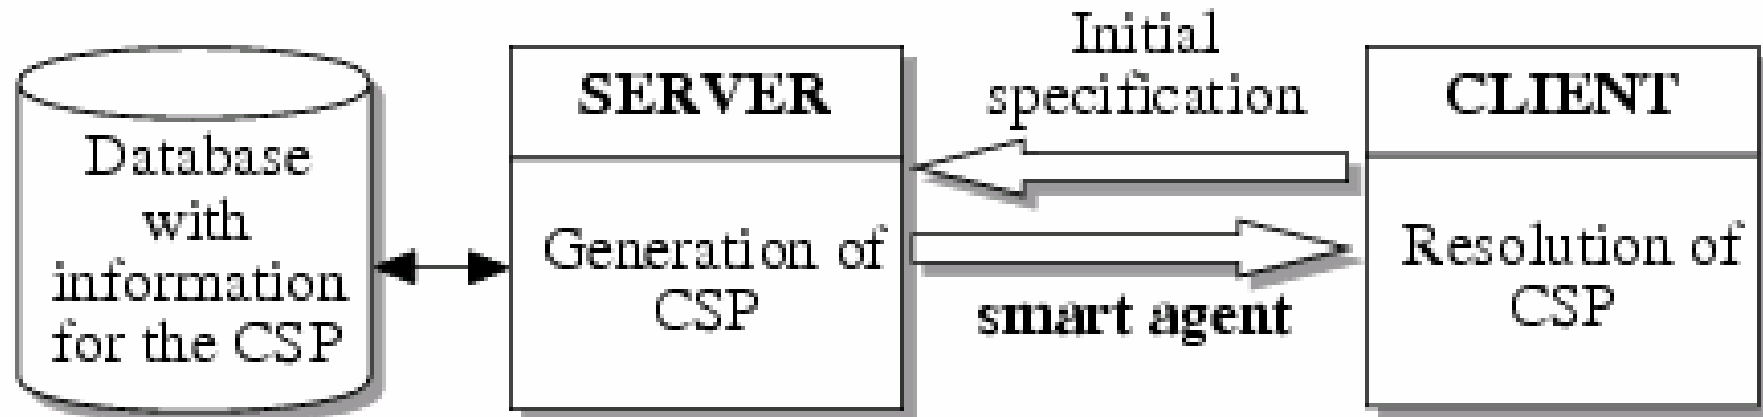 Database
with
information
for the CSP
SERVER
Generation of
CSP
Initial
specification
smart agent
CLIENT
Resolution of
CSP